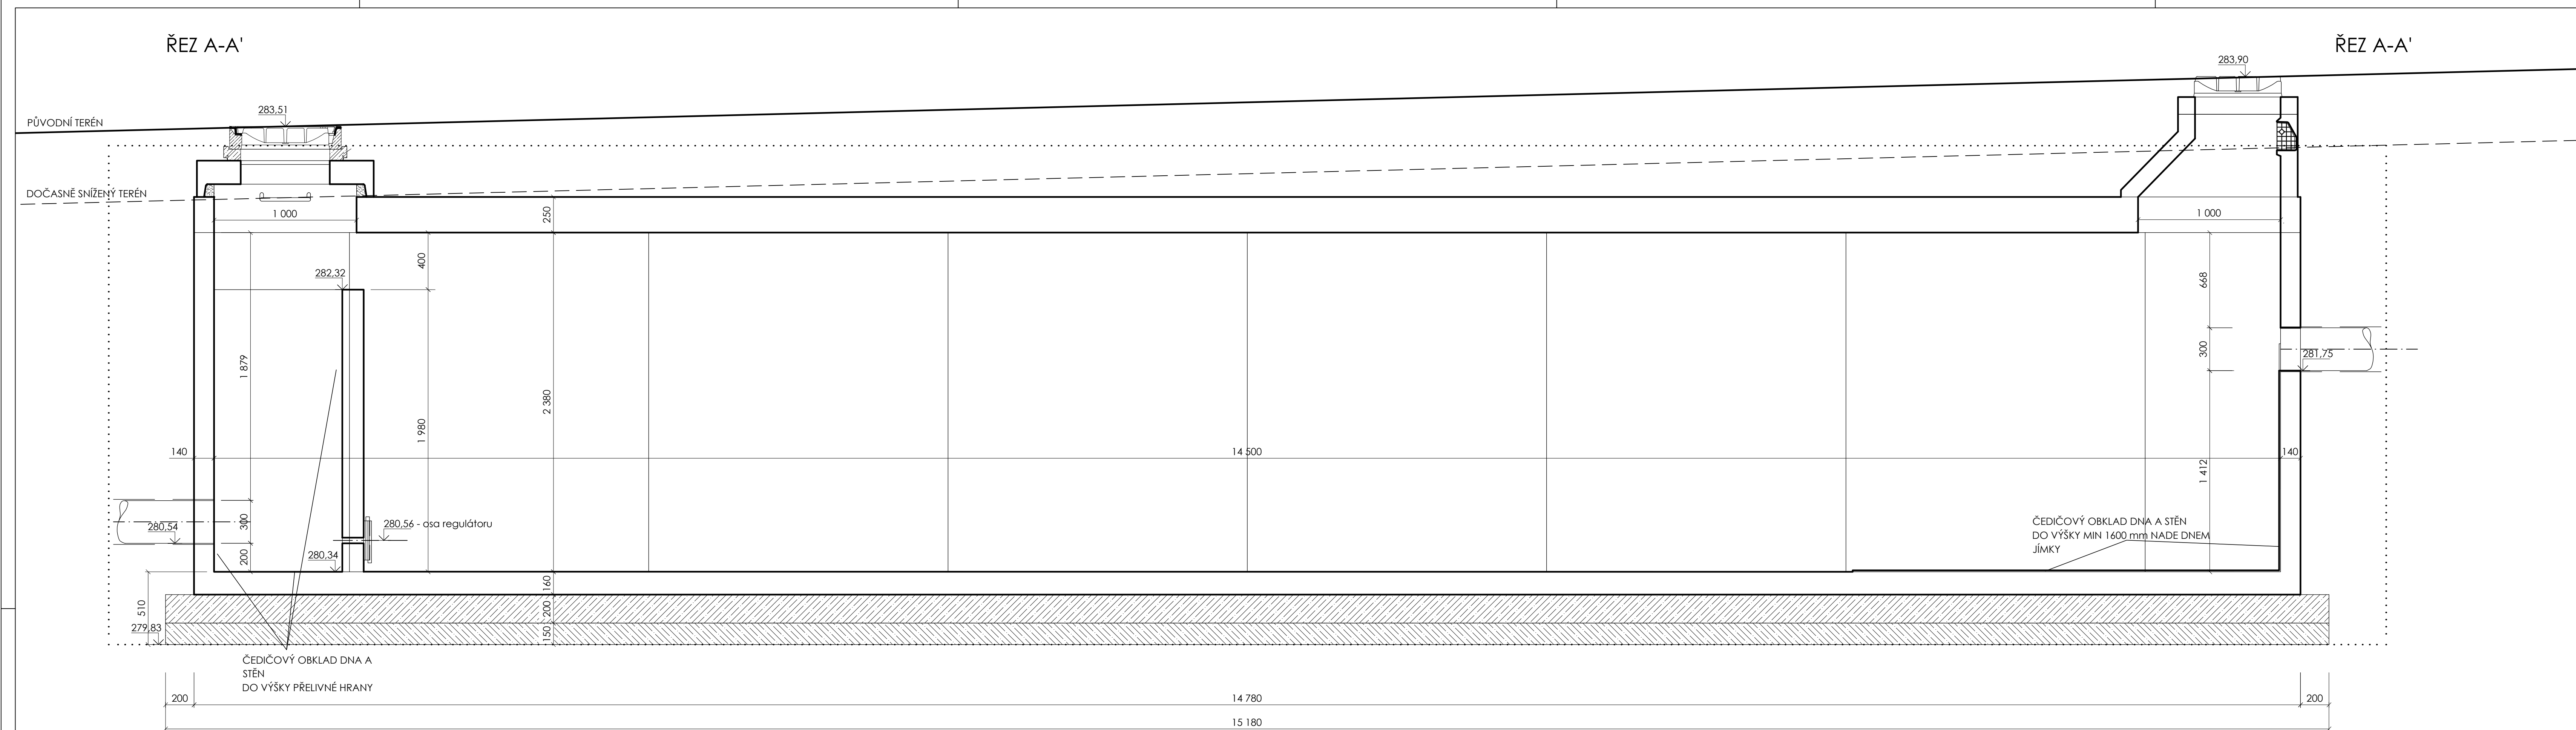 ŘEZ A-A'
ŘEZ A-A'
283,90
283,51
PŮVODNÍ TERÉN
DOČASNĚ SNÍŽENÝ TERÉN
1 000
250
1 000
282,32
400
668
1 879
2 380
1 980
300
281,75
140
14 500
140
1 412
280,54
300
280,56 - osa regulátoru
200
280,34
ČEDIČOVÝ OBKLAD DNA A STĚN
DO VÝŠKY MIN 1600 mm NADE DNEM
JÍMKY
510
160
200
150
279,83
ČEDIČOVÝ OBKLAD DNA A
STĚN
DO VÝŠKY PŘELIVNÉ HRANY
200
14 780
200
15 180